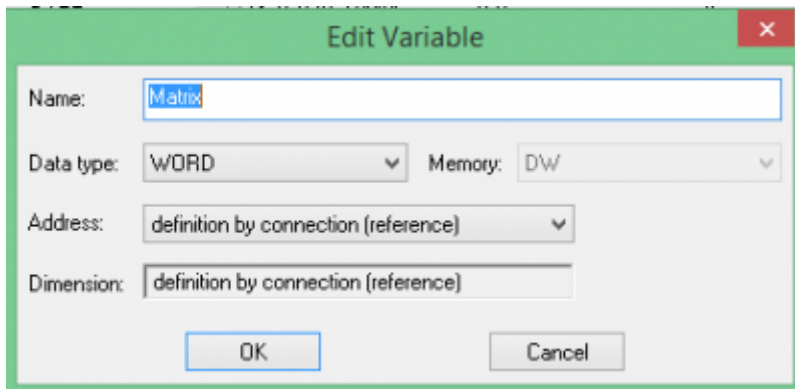 Edit Variable
Name: Matrix
Data type: WORD Memory: DW
Address: definition by connection (reference)
Dimension: definition by connection (reference)
OK Cancel